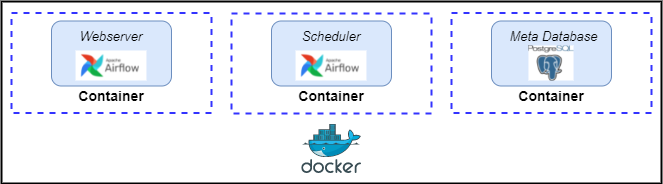 Webserver
Apache
Airflow
Container
Scheduler
Apache
Airflow
Container
Meta Database
PostgreSQL
Container
docker